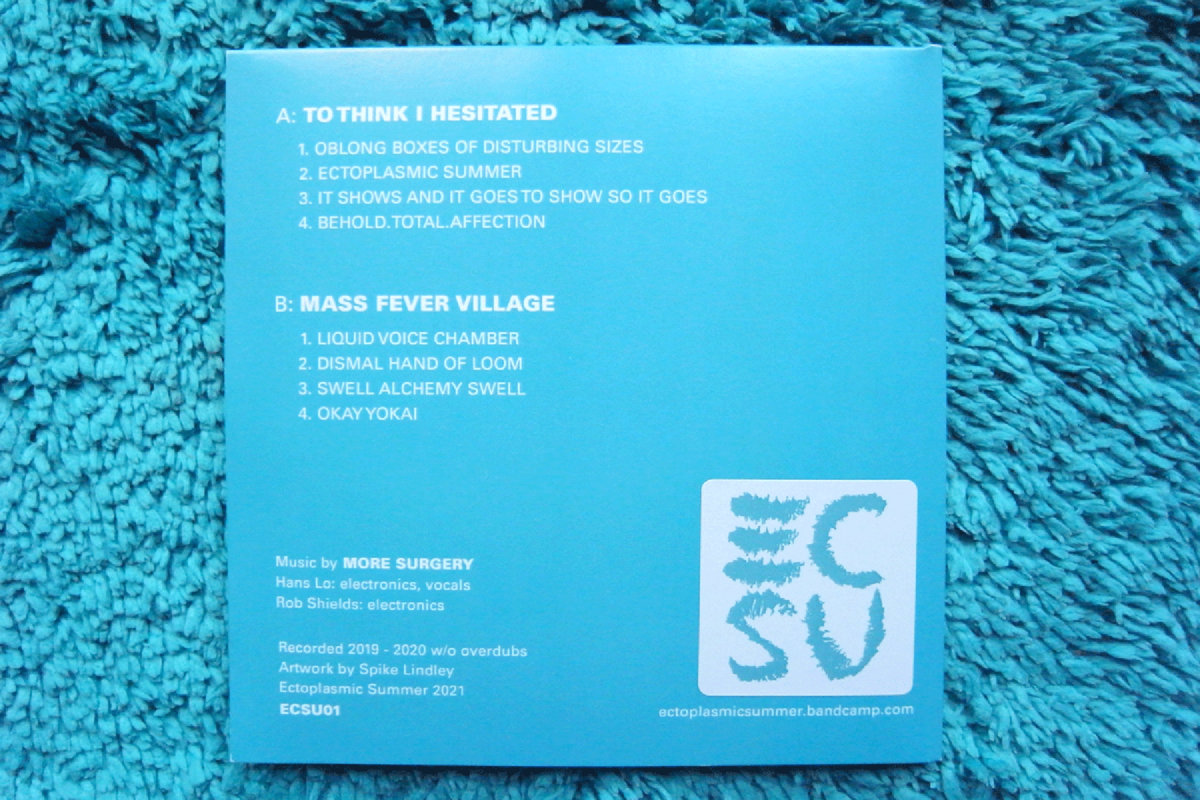 A: TO THINK I HESITATED
1. OBLONG BOXES OF DISTURBING SIZES
2. ECTOPLASMIC SUMMER
3. IT SHOWS AND IT GOES TO SHOW SO IT GOES
4. BEHOLD.TOTAL.AFFECTION
B: MASS FEVER VILLAGE
1. LIQUID VOICE CHAMBER
2. DISMAL HAND OF LOOM
3. SWELL ALCHEMY SWELL
4. OKAY YOKAI
Music by MORE SURGERY
Hans Lo: electronics, vocals
Rob Shields: electronics
Recorded 2019 - 2020 w/o overdubs
Artwork by Spike Lindley
Ectoplasmic Summer 2021
ECSU01
EC
SU
ectoplasmicsummer.bandcamp.com